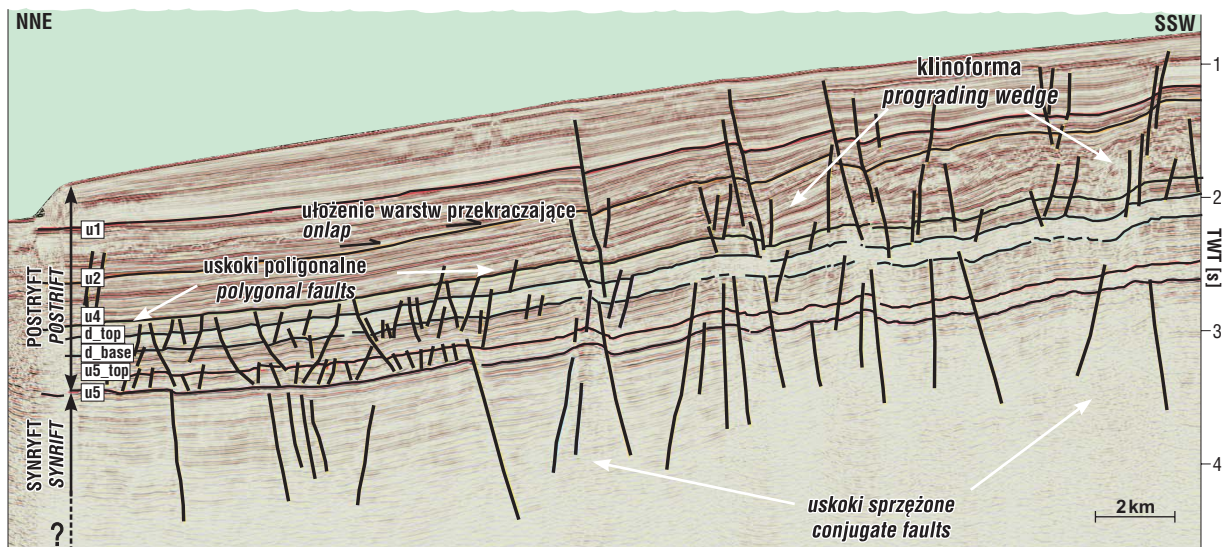 NNE
SSW
klinoforma
prograding wedge
1
2
3
4
TWT [s]
ułożenie warstw przekraczające
onlap
uskoki poligonalne
polygonal faults
POSTRYFT
POSTRIFT
SYNRYFT
SYNRIFT
?
u1
u2
u4
d_top
d_base
u5_top
u5
uskoki sprzężone
conjugate faults
2 km